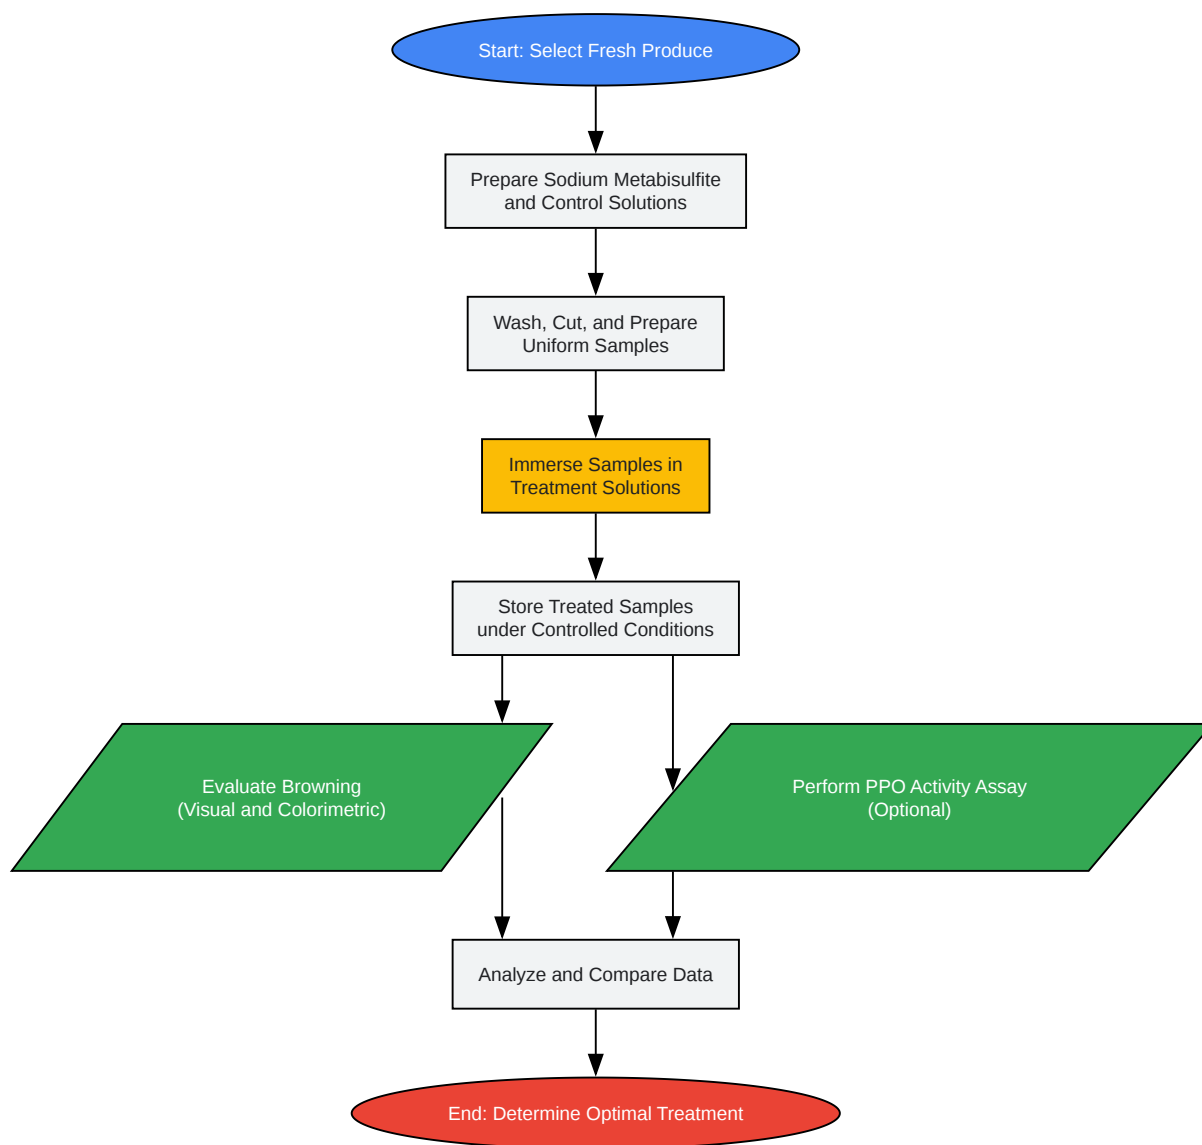 Start: Select Fresh Produce
Prepare Sodium Metabisulfite
and Control Solutions
Wash, Cut, and Prepare
Uniform Samples
Immerse Samples in
Treatment Solutions
Store Treated Samples
under Controlled Conditions
Evaluate Browning
(Visual and Colorimetric)
Perform PPO Activity Assay
(Optional)
Analyze and Compare Data
End: Determine Optimal Treatment